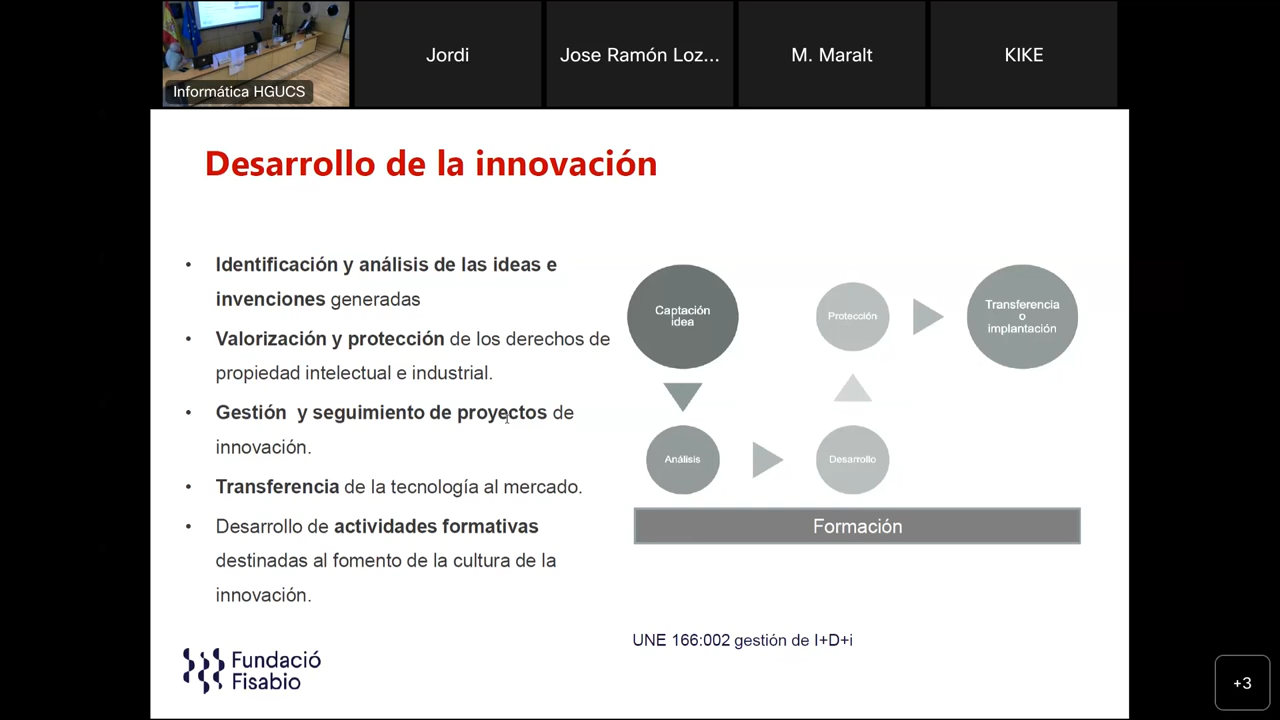 Informática HGUCS
Jordi
Jose Ramón Loz...
M. Maralt
KIKE
Desarrollo de la innovación
• Identificación y análisis de las ideas e
invenciones generadas
• Valorización y protección de los derechos de
propiedad intelectual e industrial.
• Gestión y seguimiento de proyectos de
innovación.
• Transferencia de la tecnología al mercado.
• Desarrollo de actividades formativas
destinadas al fomento de la cultura de la
innovación.
Captación
idea
Análisis
Desarrollo
Protección
Transferencia
o
implantación
Formación
UNE 166:002 gestión de I+D+i
Fundació
Fisabio
+3